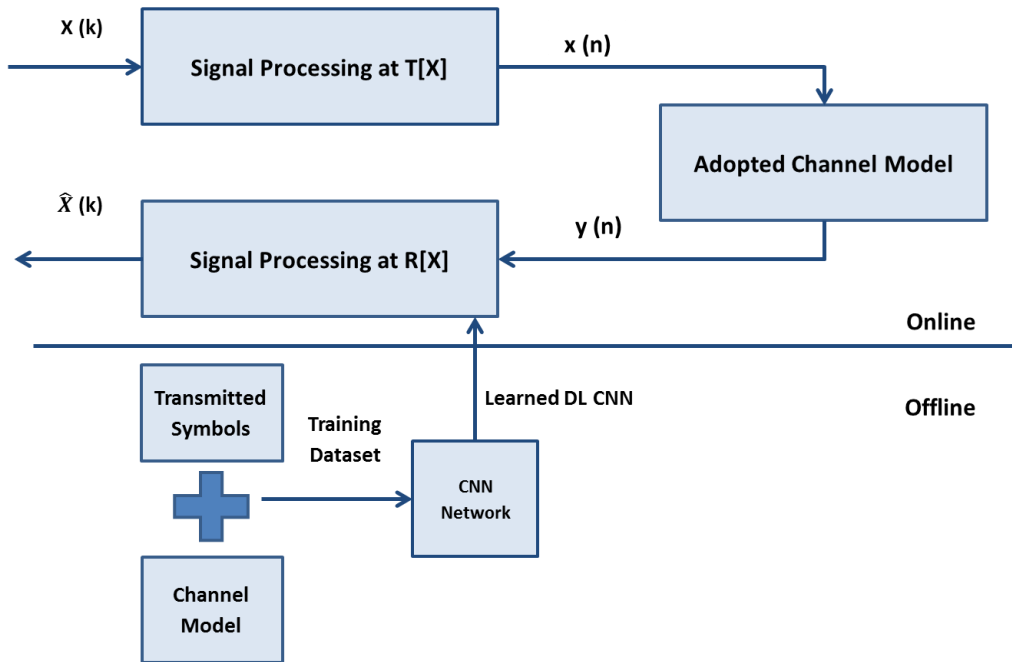 X (k)
Signal Processing at T[X]
x (n)
Adopted Channel Model
X̂ (k)
Signal Processing at R[X]
y (n)
Online
Transmitted
Symbols
Training
Dataset
Learned DL CNN
Offline
CNN
Network
Channel
Model